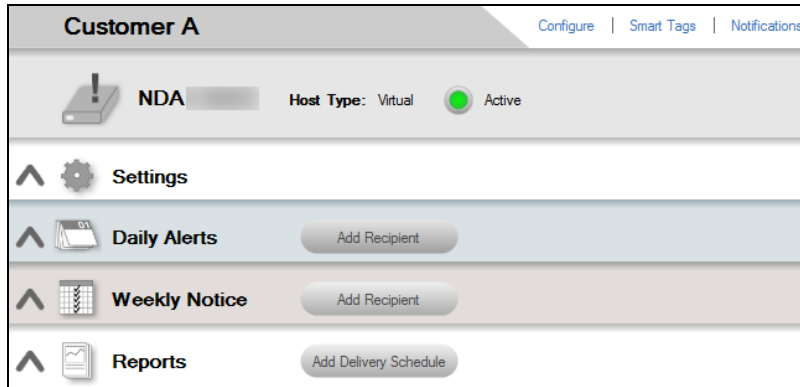 Customer A
Configure | Smart Tags | Notifications
NDA Host Type: Virtual Active
Settings
01
Daily Alerts Add Recipient
Weekly Notice Add Recipient
Reports Add Delivery Schedule